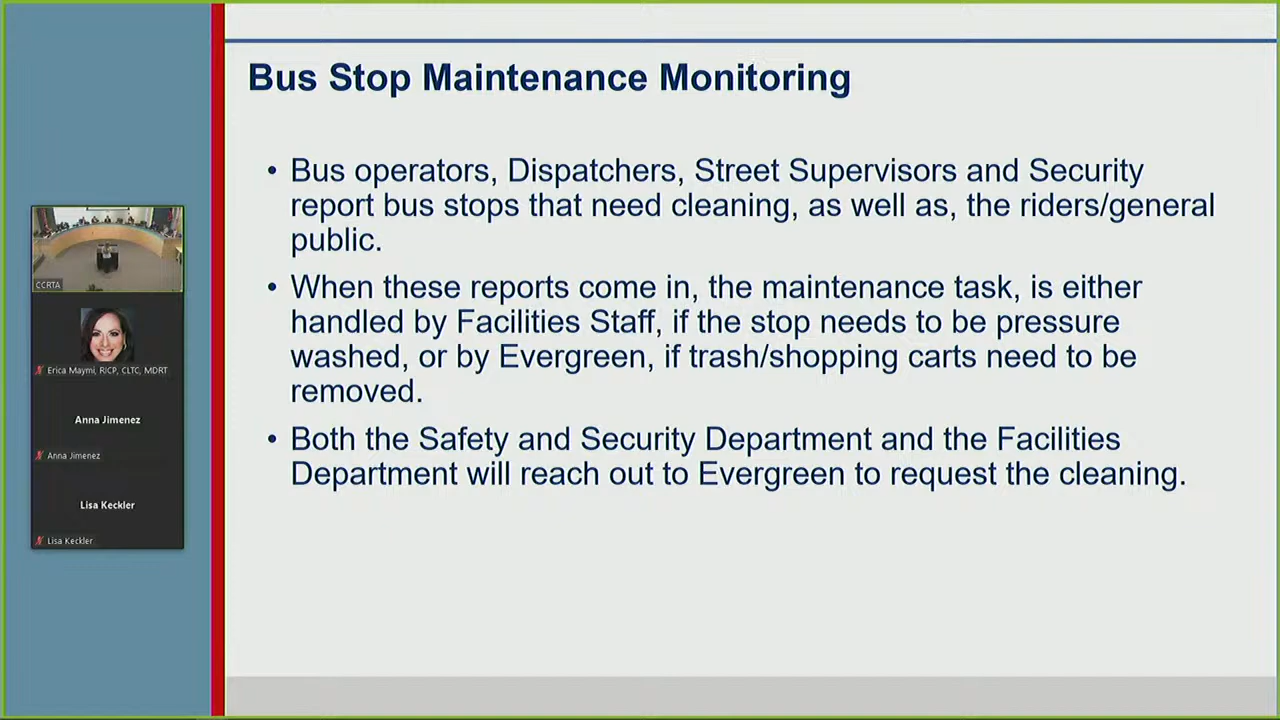 Bus Stop Maintenance Monitoring
• Bus operators, Dispatchers, Street Supervisors and Security
report bus stops that need cleaning, as well as, the riders/general
public.
• When these reports come in, the maintenance task, is either
handled by Facilities Staff, if the stop needs to be pressure
washed, or by Evergreen, if trash/shopping carts need to be
removed.
• Both the Safety and Security Department and the Facilities
Department will reach out to Evergreen to request the cleaning.
CCRTA
Erica Maymi, RICP, CLTC, MDRT
Anna Jimenez
Anna Jimenez
Lisa Keckler
Lisa Keckler